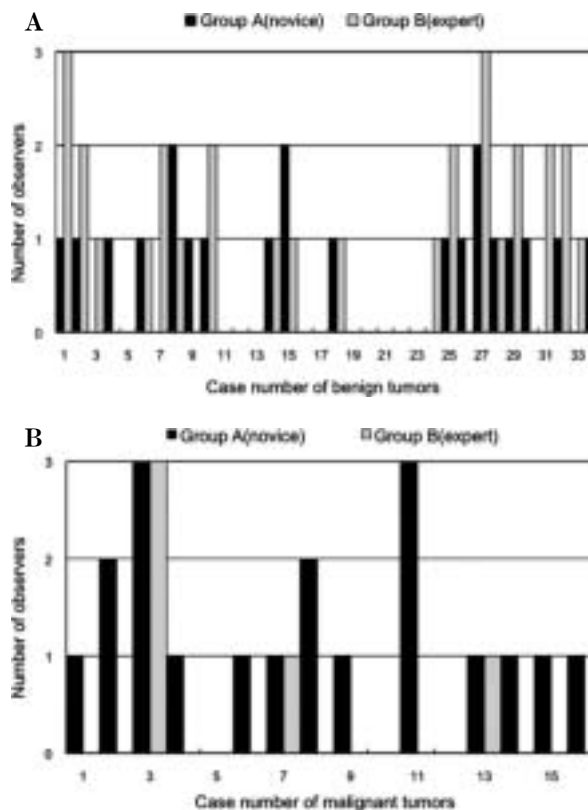 A
Group A(novice) Group B(expert)
Number of observers
3
2
1
0
1 3 5 7 9 11 13 15 17 19 21 23 25 27 29 31 33
Case number of benign tumors
B
Group A(novice) Group B(expert)
Number of observers
3
2
1
0
1 3 5 7 9 11 13 15
Case number of malignant tumors